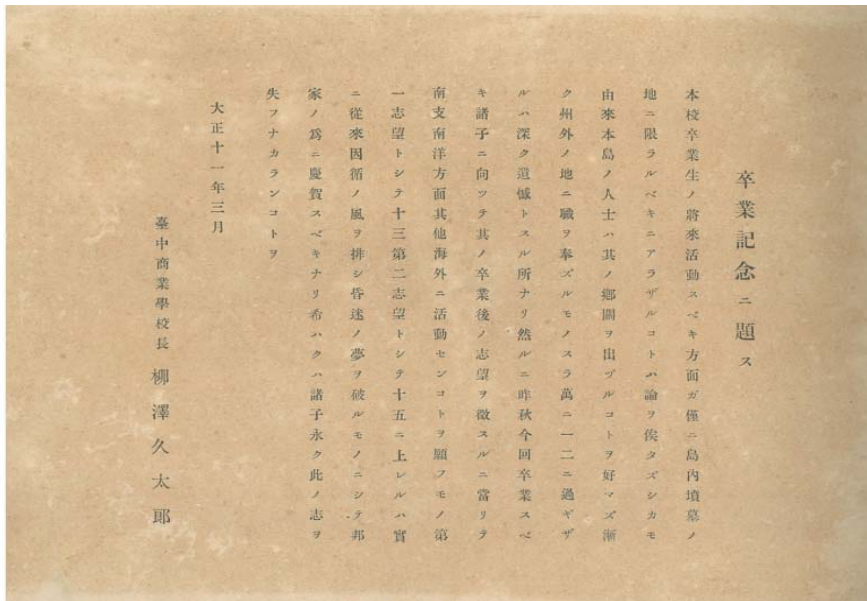 卒業記念ニ題ス
本校卒業生ノ將來活動スベキ方面ガ僅ニ島内墳墓ノ
地ニ限ラルベキニアラザルコトハ論ヲ俟タズシカモ
由來本島ノ人士ハ其ノ鄕關ヲ出ヅルコトヲ好マズ漸
ク州外ノ地ニ職ヲ奉ズルモノスラ萬ニ一二ニ過ギザ
ルハ深ク遺憾トスル所ナリ然ルニ昨秋今回卒業スベ
キ諸子ニ向ツテ其ノ卒業後ノ志望ヲ徵スルニ當リテ
南支南洋方面其他海外ニ活動センコトヲ願フモノ第
一志望トシテ十三第二志望トシテ十五ニ上レルハ實
ニ從來因循ノ風ヲ排シ昏迷ノ夢ヲ破ルモノニシテ邦
家ノ爲ニ慶賀スベキナリ希ハクハ諸子永ク此ノ志ヲ
失フナカランコトヲ
大正十一年三月
臺中商業學校長 柳澤久太郎